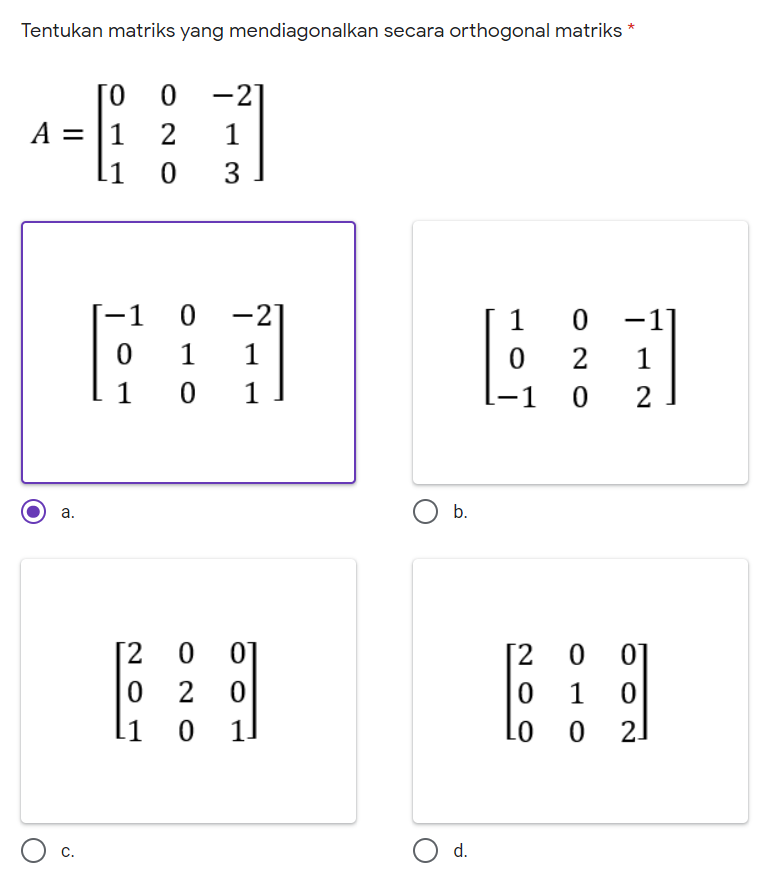 Tentukan matriks yang mendiagonalkan secara orthogonal matriks *
A = [0 0 −2
1 2 1
1 0 3]
[−1 0 −2
0 1 1
1 0 1]
a.
[1 0 −1
0 2 1
−1 0 2]
b.
[2 0 0
0 2 0
1 0 1]
c.
[2 0 0
0 1 0
0 0 2]
d.